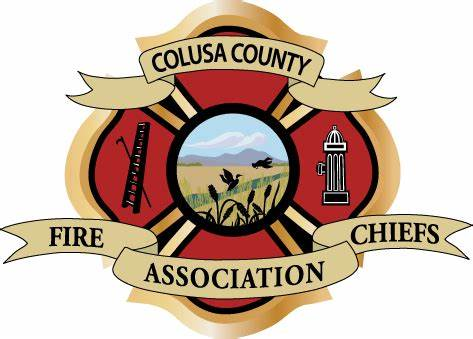 COLUSA COUNTY
FIRE CHIEFS
ASSOCIATION